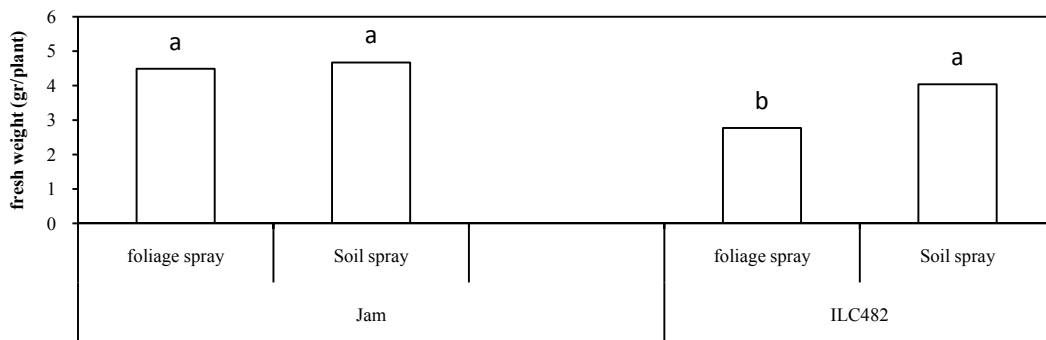 fresh weight (gr/plant)
6
5
4
3
2
1
0
a
a
b
a
foliage spray
Soil spray
foliage spray
Soil spray
Jam
ILC482